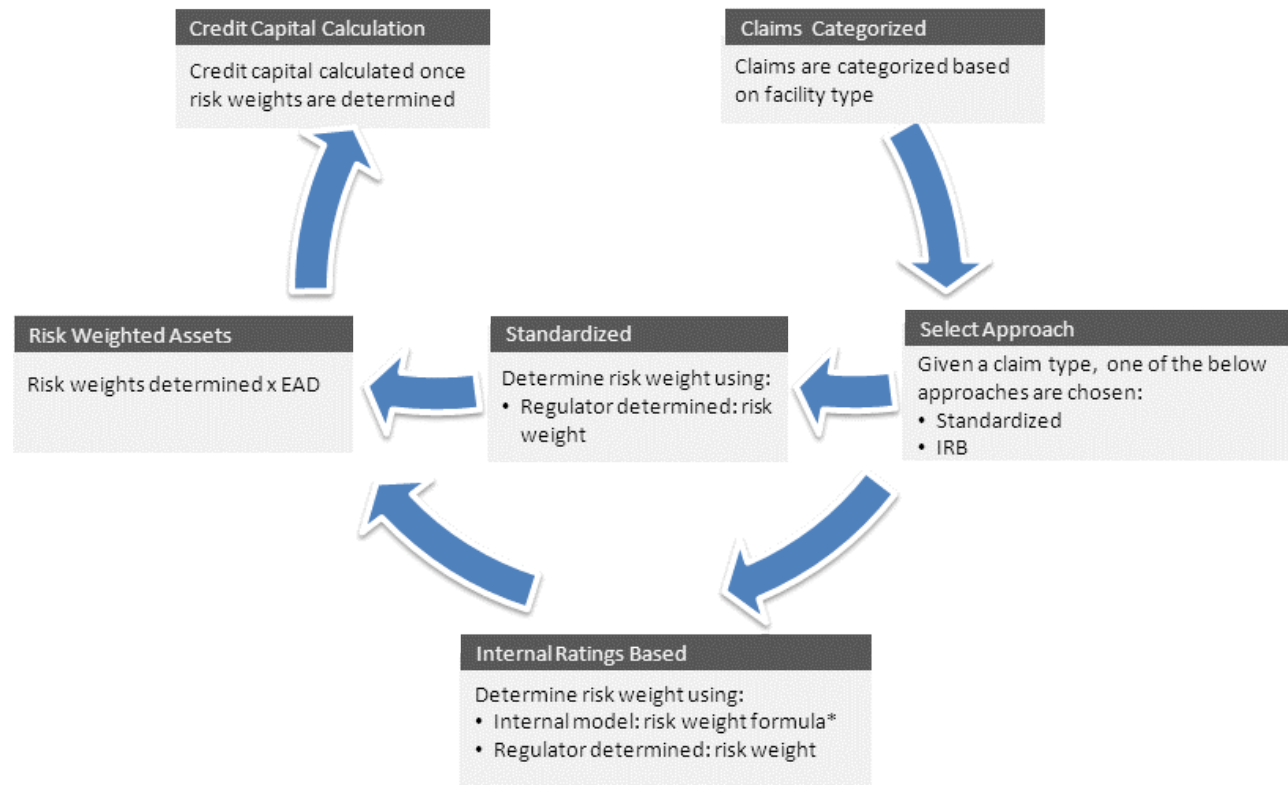 Credit Capital Calculation
Credit capital calculated once
risk weights are determined
Claims Categorized
Claims are categorized based
on facility type
Risk Weighted Assets
Risk weights determined x EAD
Standardized
Determine risk weight using:
• Regulator determined: risk
weight
Select Approach
Given a claim type, one of the below
approaches are chosen:
• Standardized
• IRB
Internal Ratings Based
Determine risk weight using:
• Internal model: risk weight formula*
• Regulator determined: risk weight